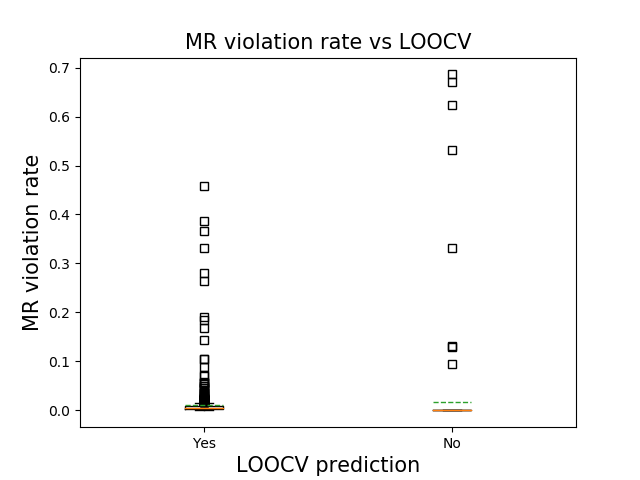 MR violation rate vs LOOCV
0.7
0.6
0.5
0.4
0.3
0.2
0.1
0.0
MR violation rate
Yes
No
LOOCV prediction